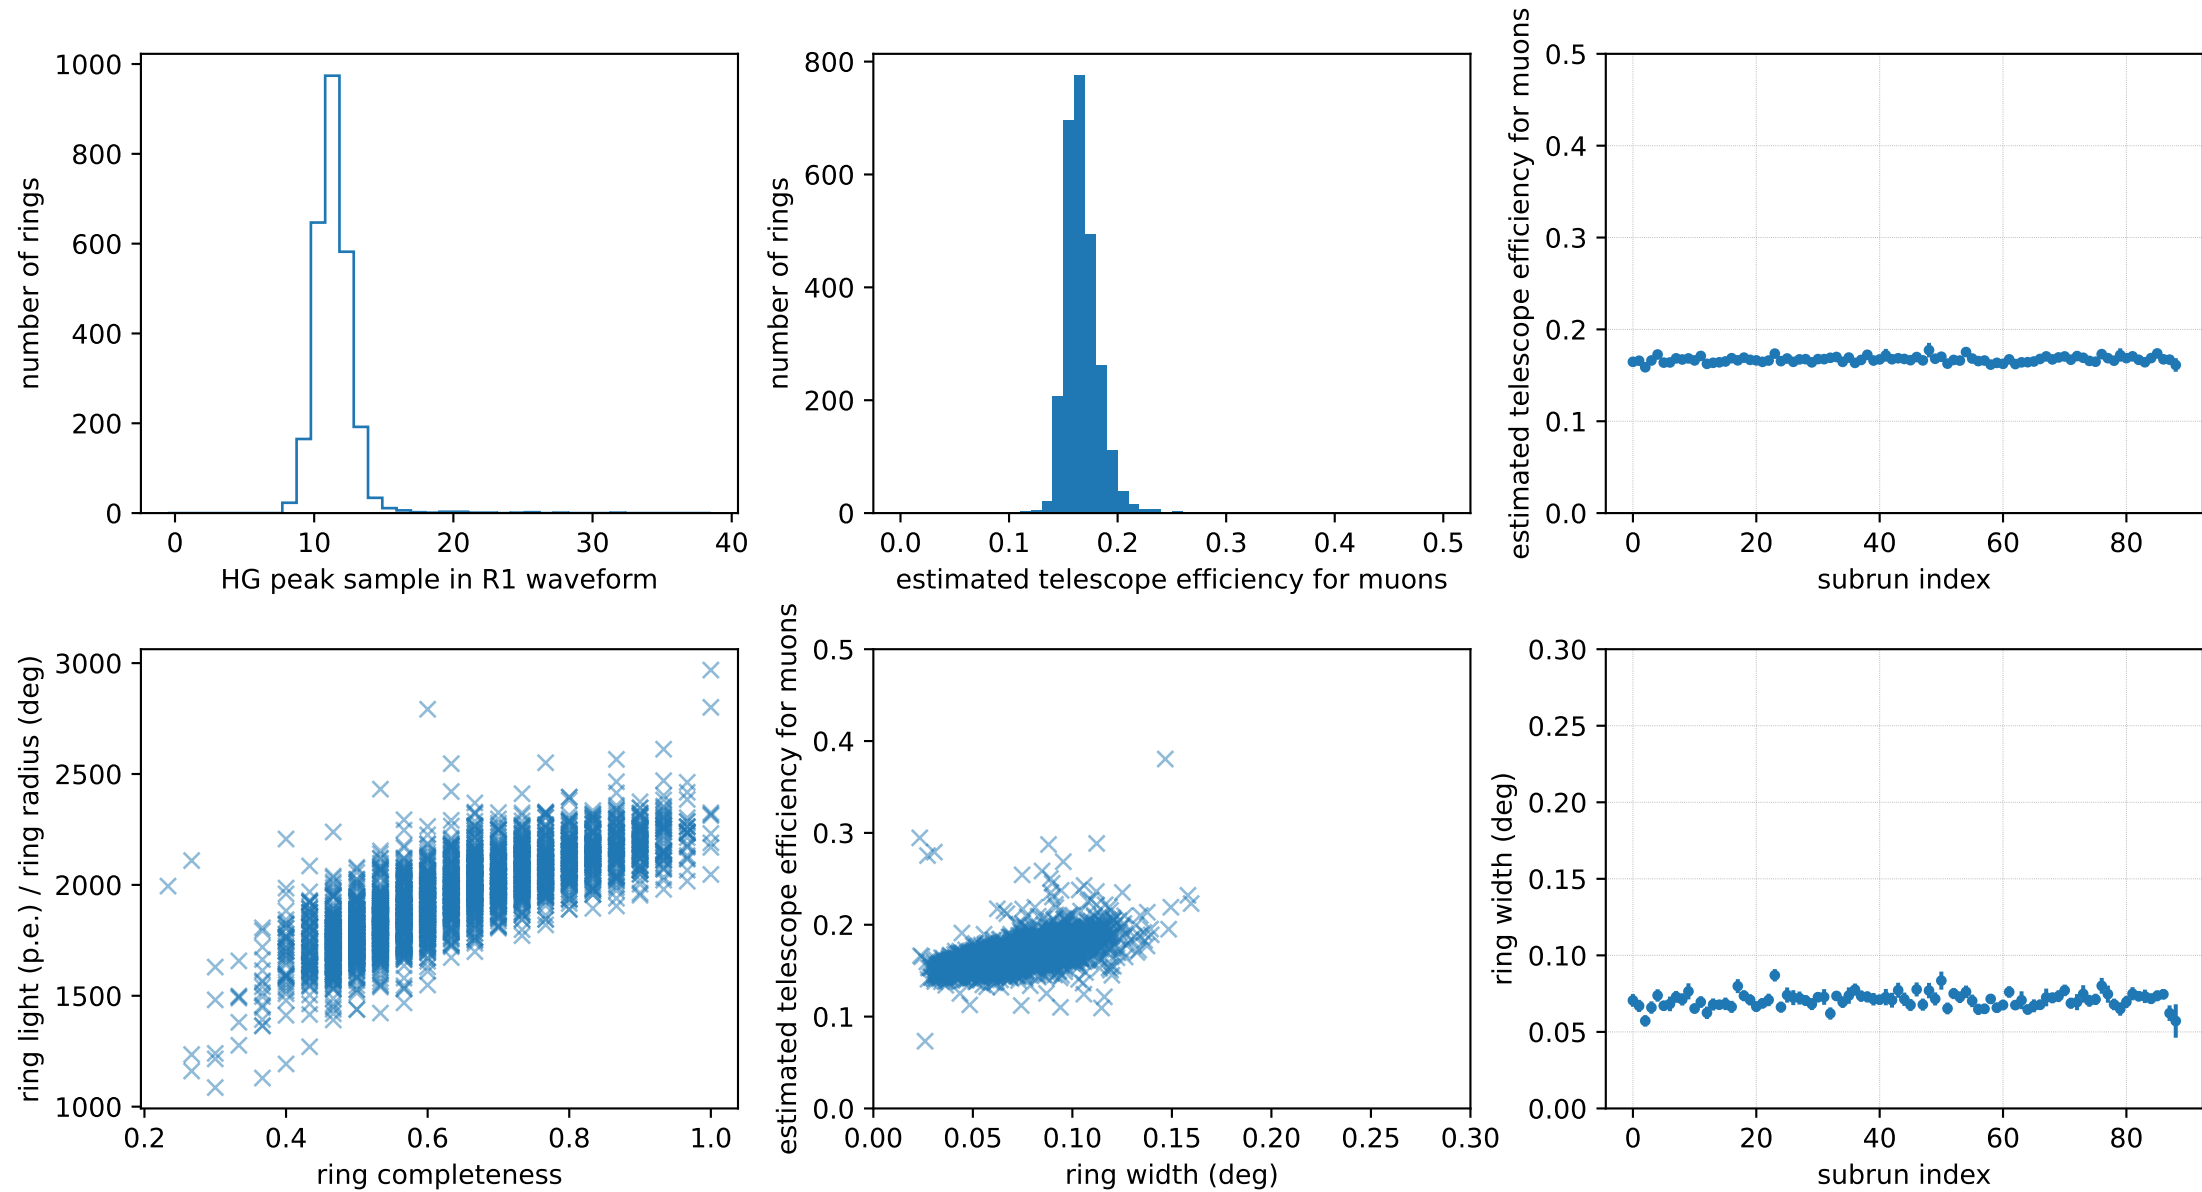 number of rings
1000
800
600
400
200
0
0 10 20 30 40
HG peak sample in R1 waveform
number of rings
800
600
400
200
0
0.0 0.1 0.2 0.3 0.4 0.5
estimated telescope efficiency for muons
estimated telescope efficiency for muons
0.5
0.4
0.3
0.2
0.1
0.0
0 20 40 60 80
subrun index
ring light (p.e.) / ring radius (deg)
3000
2500
2000
1500
1000
0.2 0.4 0.6 0.8 1.0
ring completeness
estimated telescope efficiency for muons
0.5
0.4
0.3
0.2
0.1
0.0
0.00 0.05 0.10 0.15 0.20 0.25 0.30
ring width (deg)
ring width (deg)
0.30
0.25
0.20
0.15
0.10
0.05
0.00
0 20 40 60 80
subrun index